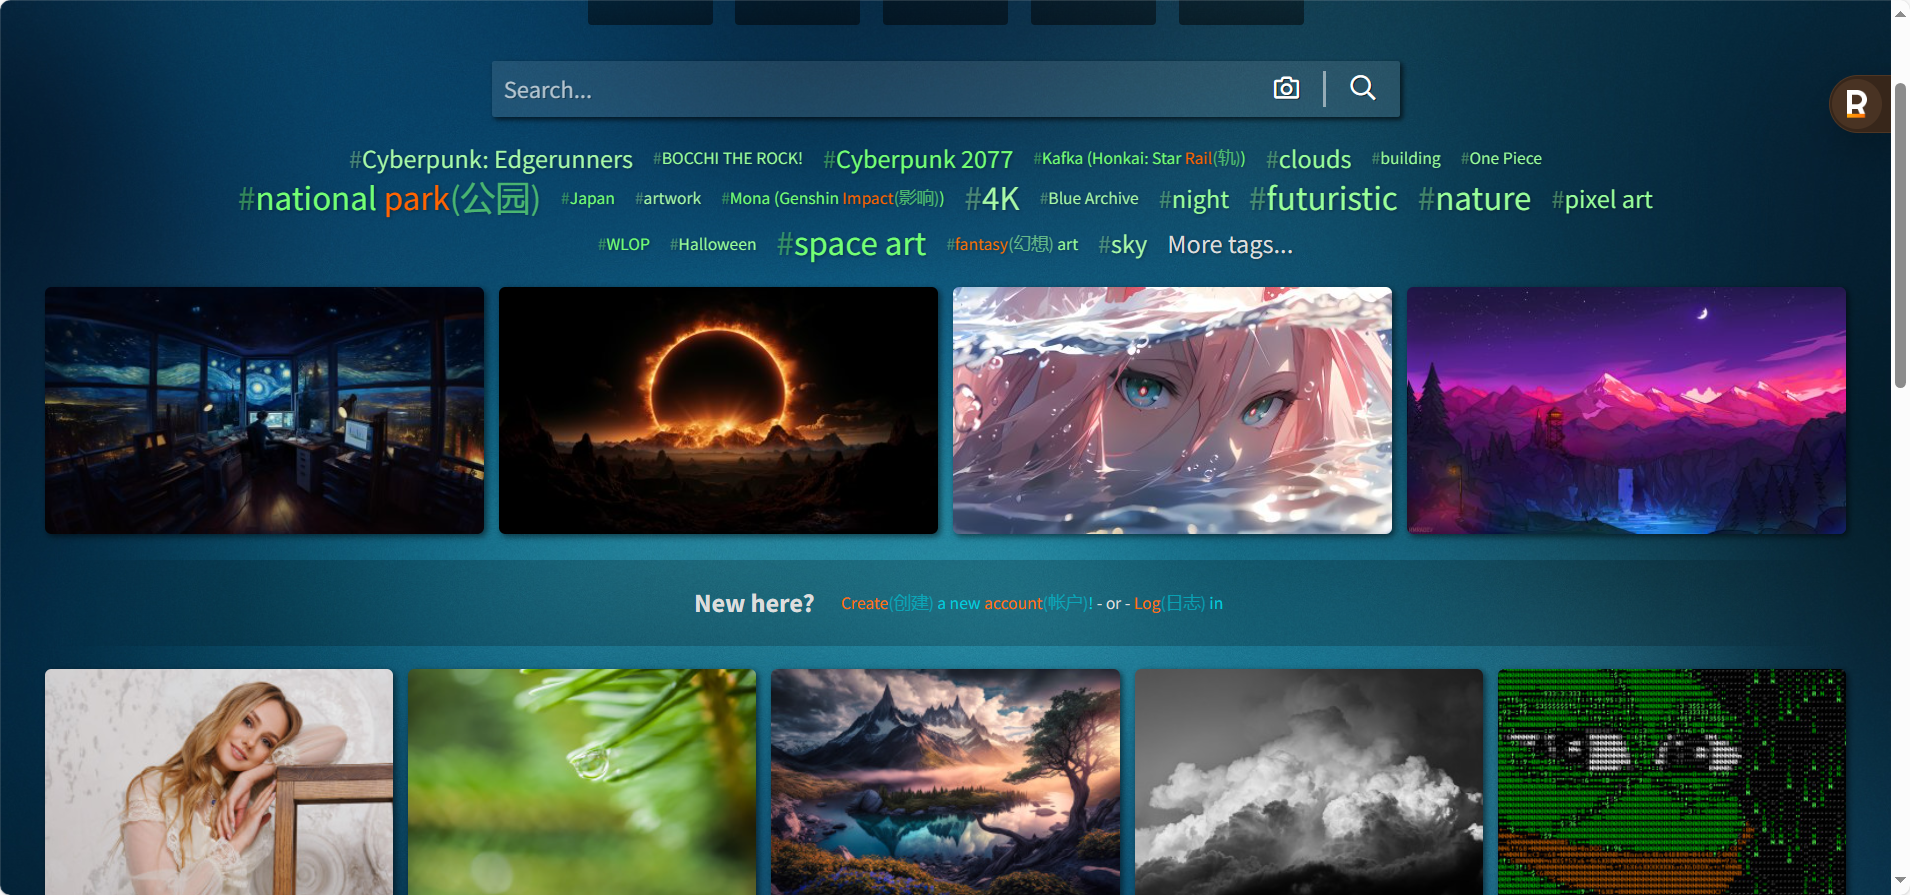 Search...
R
#Cyberpunk: Edgerunners #BOCCHI THE ROCK! #Cyberpunk 2077 #Kafka (Honkai: Star Rail(轨)) #clouds #building #One Piece
#national park(公园) #Japan #artwork #Mona (Genshin Impact(影响)) #4K #Blue Archive #night #futuristic #nature #pixel art
#WLOP #Halloween #space art #fantasy(幻想) art #sky More tags...
New here? Create(创建) a new account(帐户)! - or - Log(日志) in